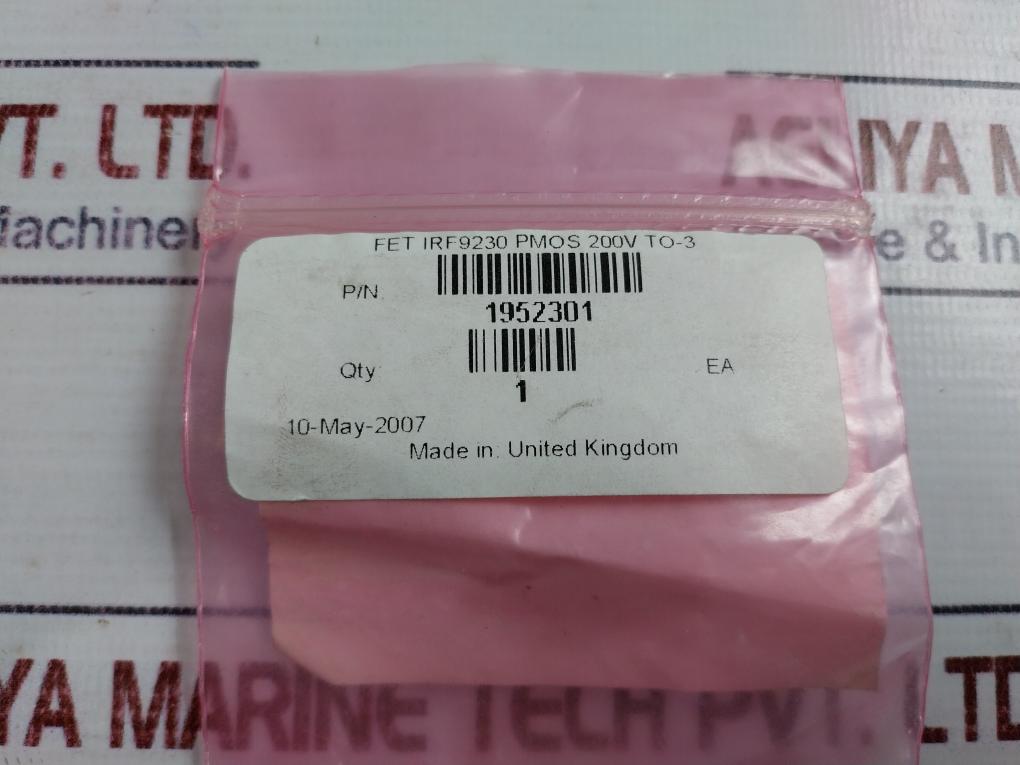 VT. LTD.
IYA M
achiner
e & In
FET IRF9230 PMOS 200V TO-3
P/N
1952301
Qty
1
EA
10-May-2007
Made in: United Kingdom
YA MARINE TECH PVT. LTD